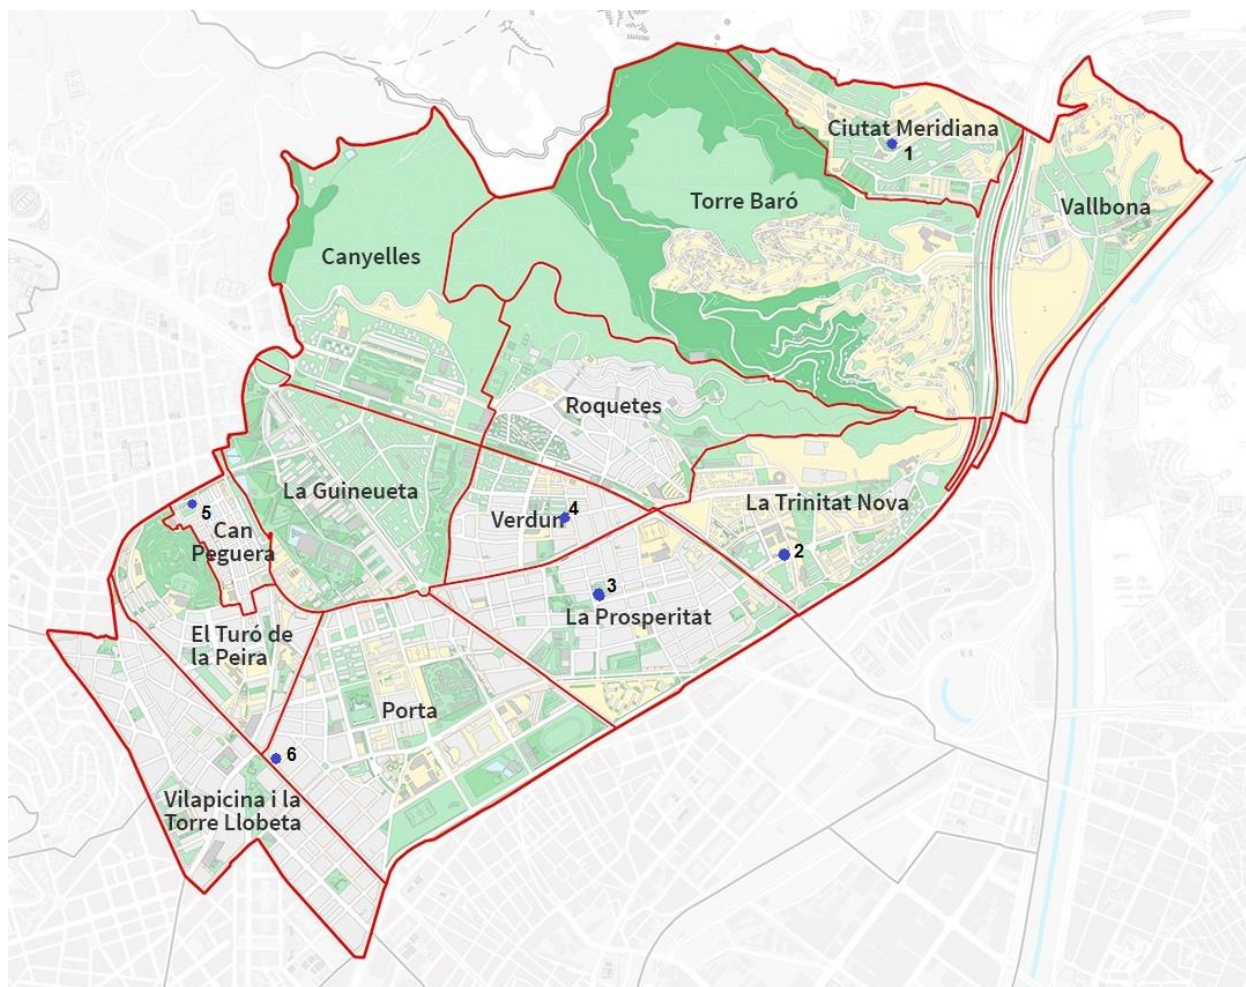 Ciutat Meridiana
1
Torre Baró
Vallbona
Canyelles
Roquetes
La Guineueta
La Trinitat Nova
5
4
Verdun
Can
Peguera
2
3
La Prosperitat
El Turó de
la Peira
Porta
6
Vilapicina i la
Torre Llobeta